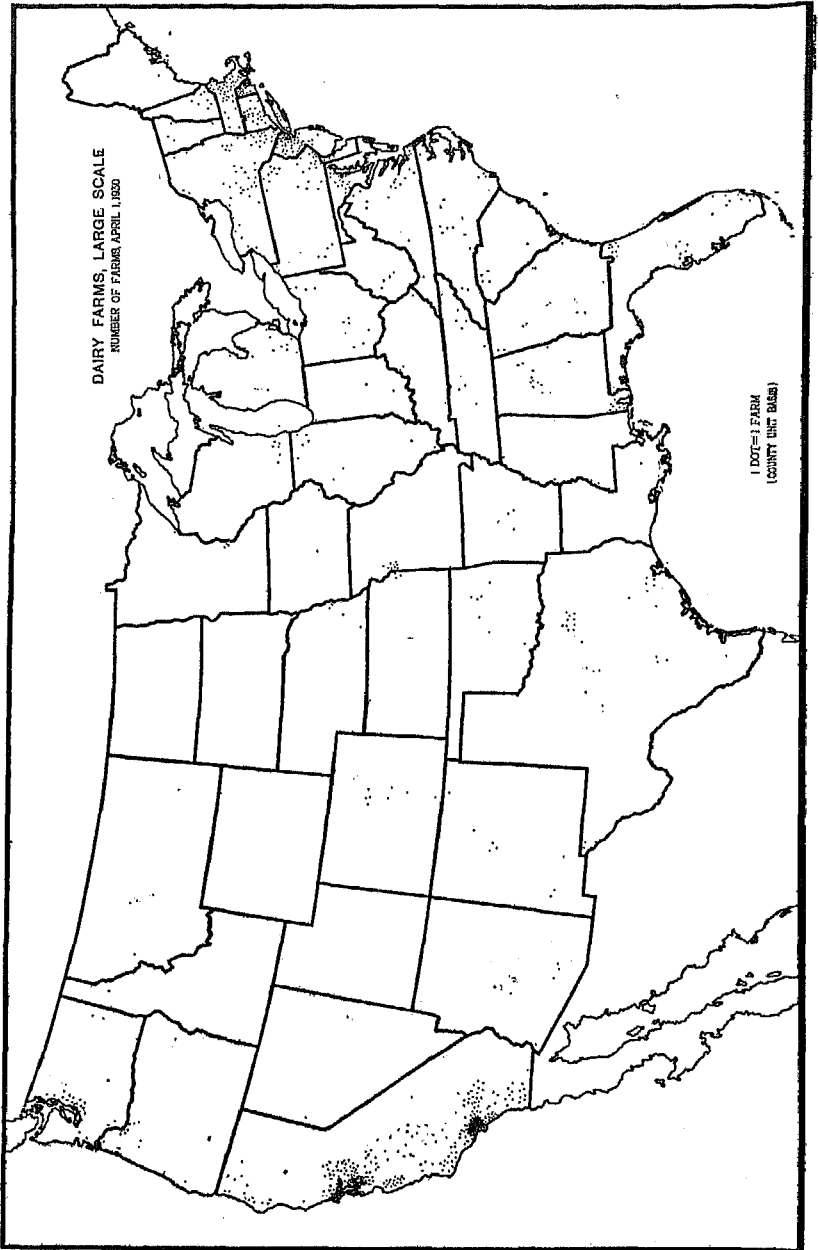 DAIRY FARMS, LARGE SCALE
NUMBER OF FARMS, APRIL 1, 1930
1 DOT=1 FARM
(COUNTY UNIT BASIS)